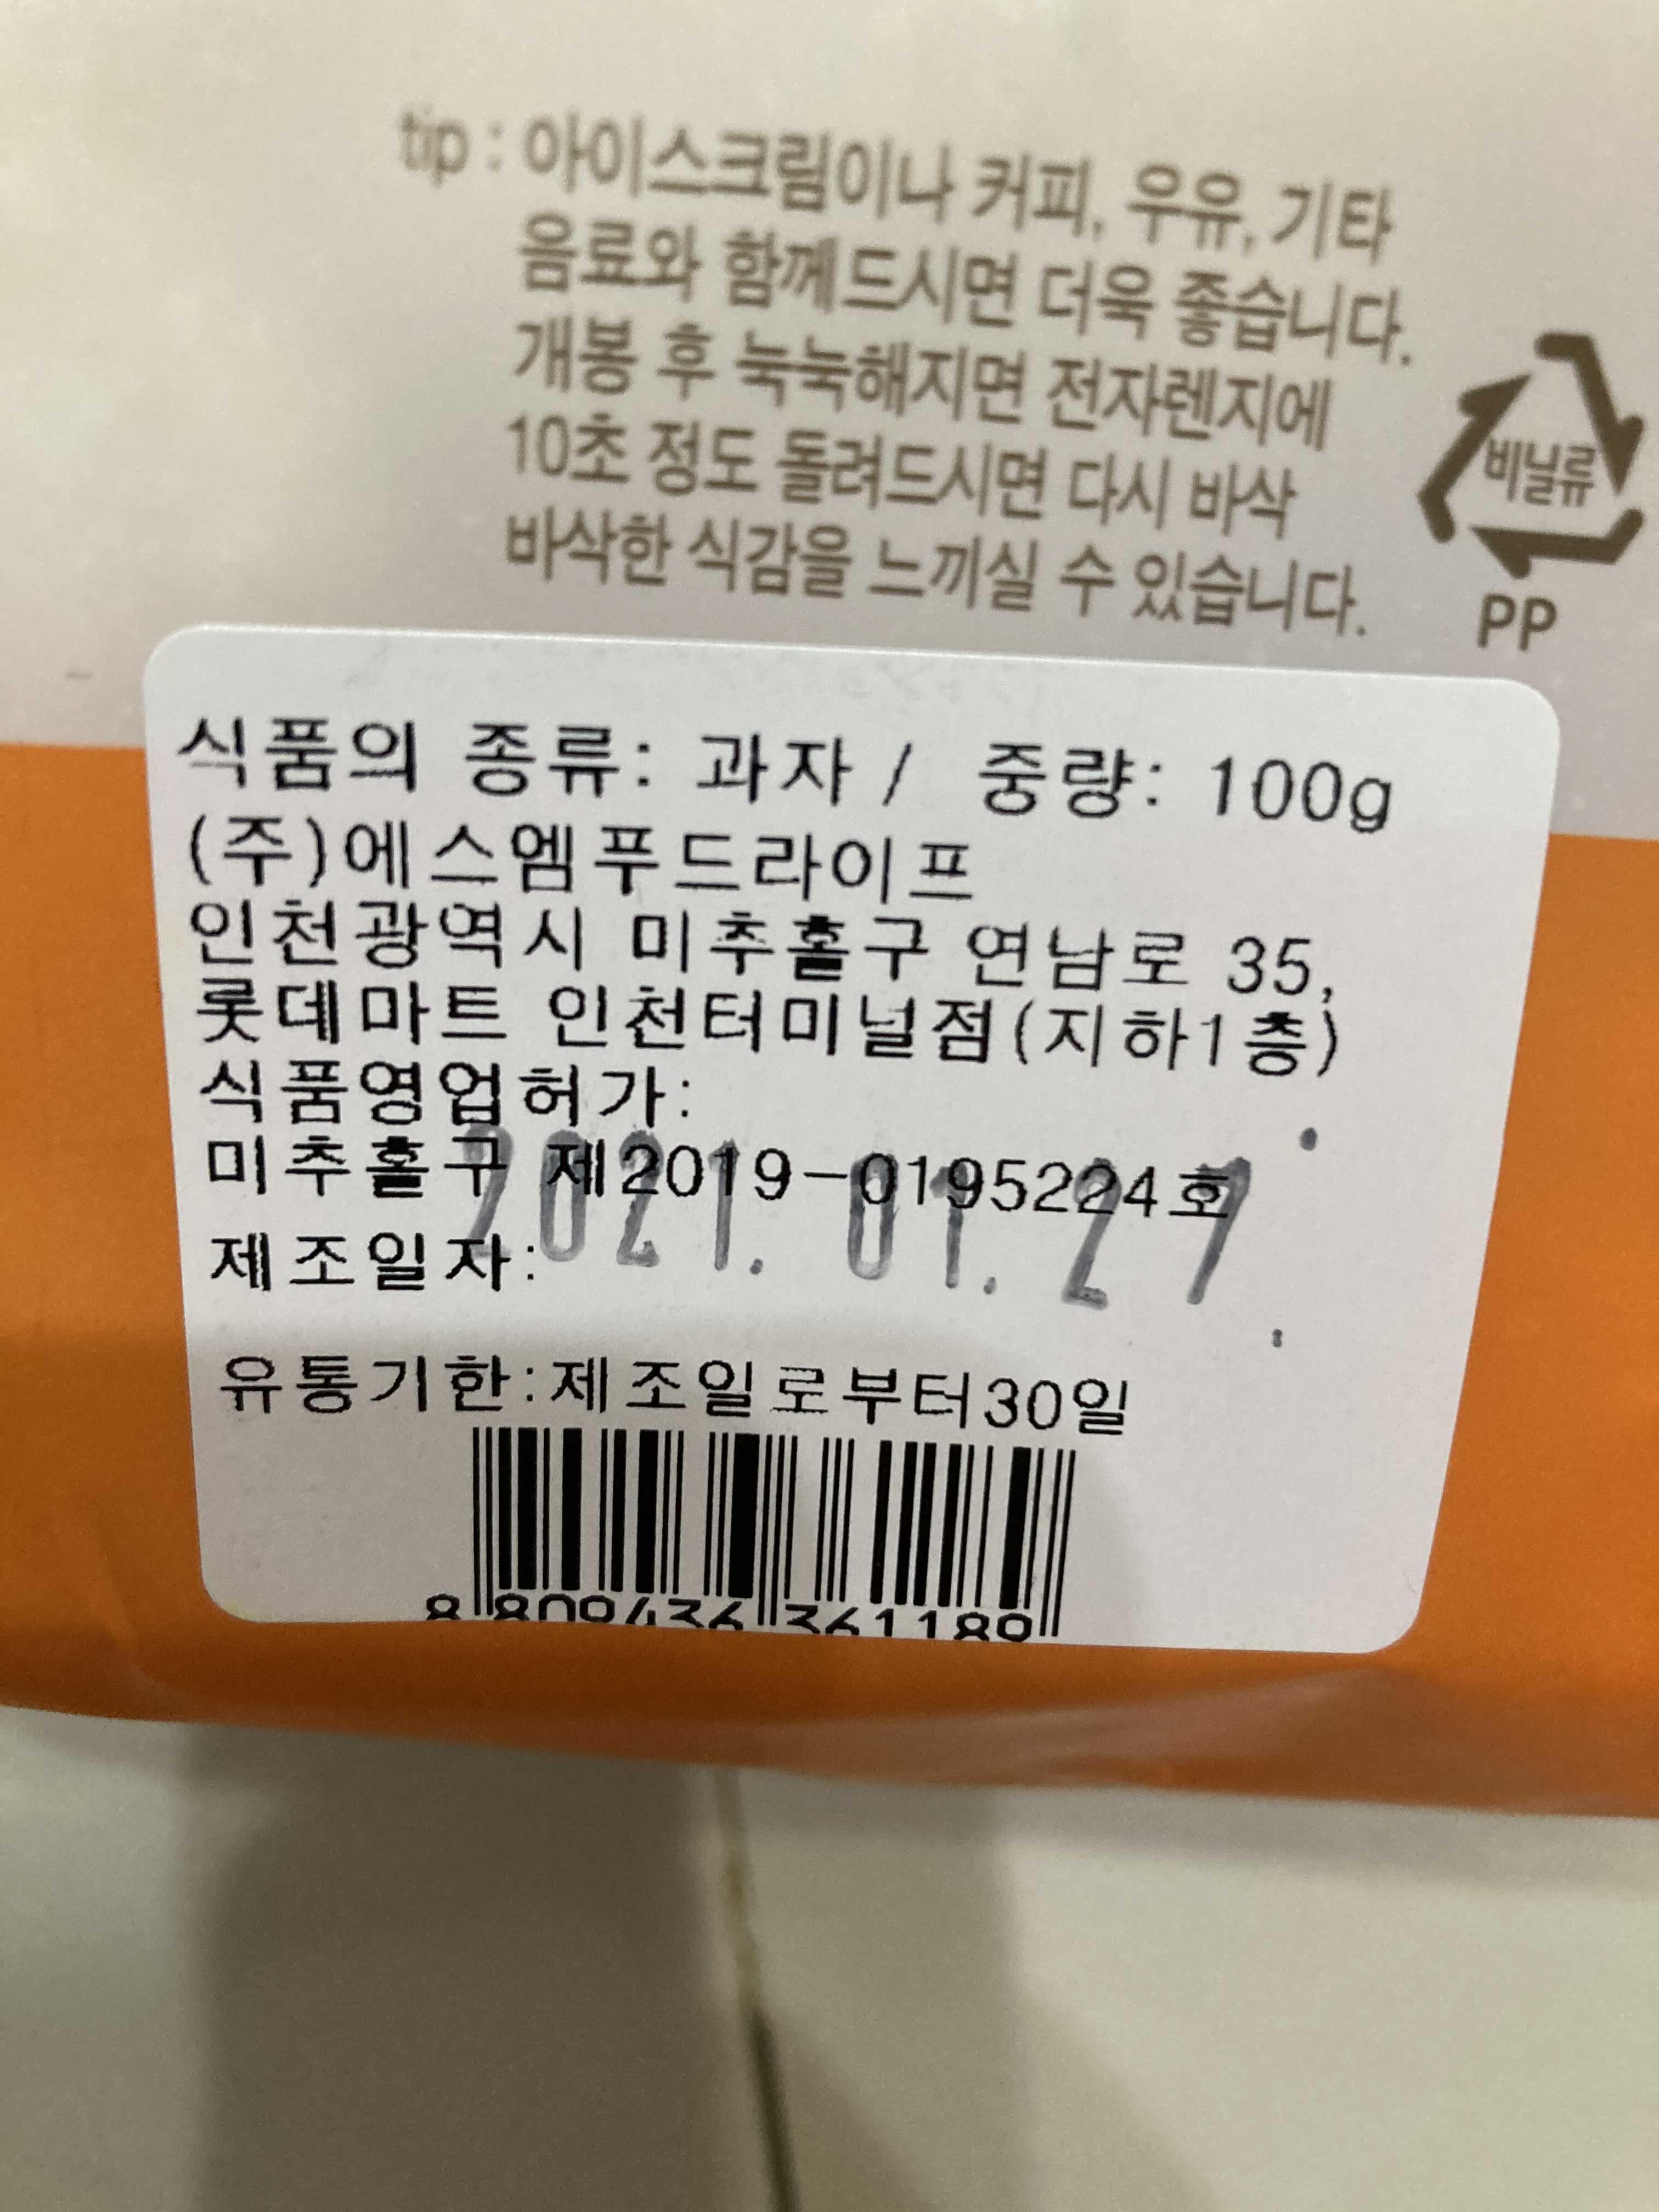 tip : 아이스크림이나 커피, 우유, 기타
음료와 함께드시면 더욱 좋습니다.
개봉 후 눅눅해지면 전자렌지에
10초 정도 돌려드시면 다시 바삭
바삭한 식감을 느끼실 수 있습니다.
비닐류
PP
식품의 종류: 과자 / 중량: 100g
(주)에스엠푸드라이프
인천광역시 미추홀구 연남로 35,
롯데마트 인천터미널점(지하1층)
식품영업허가:
미추홀구 제2019-0195224호
제조일자: 2021. 01. 27
유통기한:제조일로부터30일
8 809436 361189